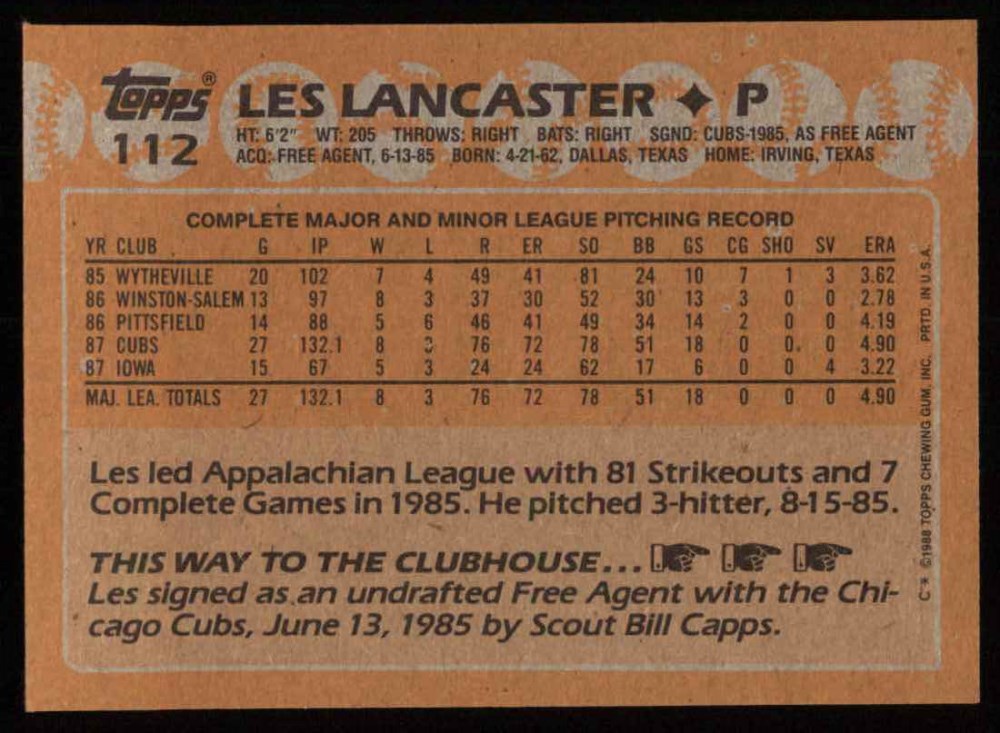 topps® LES LANCASTER ✦ P
112 HT: 6'2" WT: 205 THROWS: RIGHT BATS: RIGHT SGND: CUBS-1985, AS FREE AGENT
ACQ: FREE AGENT, 6-13-85 BORN: 4-21-62, DALLAS, TEXAS HOME: IRVING, TEXAS
COMPLETE MAJOR AND MINOR LEAGUE PITCHING RECORD
YR CLUB G IP W L R ER SO BB GS CG SHO SV ERA
85 WYTHEVILLE 20 102 7 4 49 41 81 24 10 7 1 3 3.62
86 WINSTON-SALEM 13 97 8 3 37 30 52 30 13 3 0 0 2.78
86 PITTSFIELD 14 88 5 6 46 41 49 34 14 2 0 0 4.19
87 CUBS 27 132.1 8 3 76 72 78 51 18 0 0 0 4.90
87 IOWA 15 67 5 3 24 24 62 17 6 0 0 4 3.22
MAJ. LEA. TOTALS 27 132.1 8 3 76 72 78 51 18 0 0 0 4.90
Les led Appalachian League with 81 Strikeouts and 7
Complete Games in 1985. He pitched 3-hitter, 8-15-85.
THIS WAY TO THE CLUBHOUSE...
Les signed as an undrafted Free Agent with the Chi-
cago Cubs, June 13, 1985 by Scout Bill Capps.
C* ©1988 TOPPS CHEWING GUM, INC. PRTD. IN U.S.A.